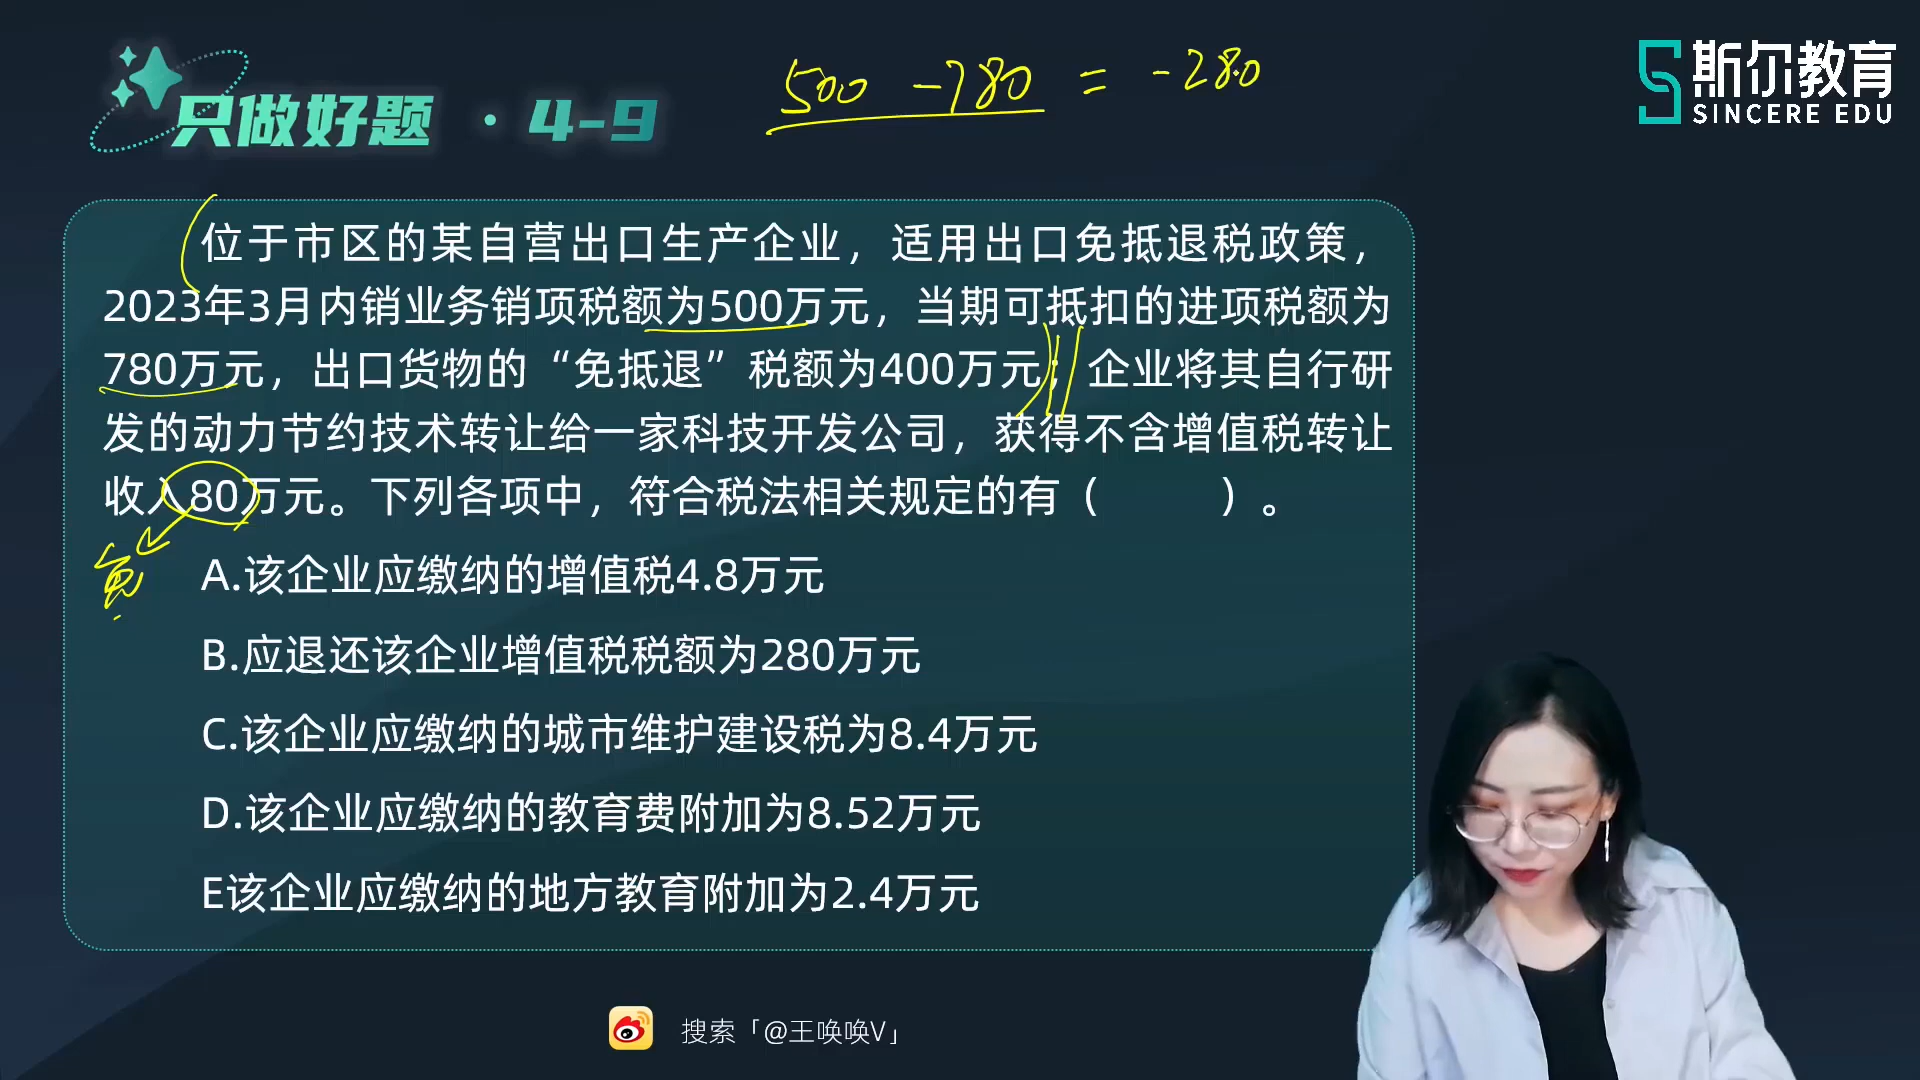 500 -780 = -280
斯尔教育
SINCERE EDU
只做好题 · 4-9
位于市区的某自营出口生产企业，适用出口免抵退税政策，
2023年3月内销业务销项税额为500万元，当期可抵扣的进项税额为
780万元，出口货物的“免抵退”税额为400万元；企业将其自行研
发的动力节约技术转让给一家科技开发公司，获得不含增值税转让
收入80万元。下列各项中，符合税法相关规定的有（　　）。
免
A.该企业应缴纳的增值税4.8万元
B.应退还该企业增值税税额为280万元
C.该企业应缴纳的城市维护建设税为8.4万元
D.该企业应缴纳的教育费附加为8.52万元
E该企业应缴纳的地方教育附加为2.4万元
搜索「@王唤唤V」